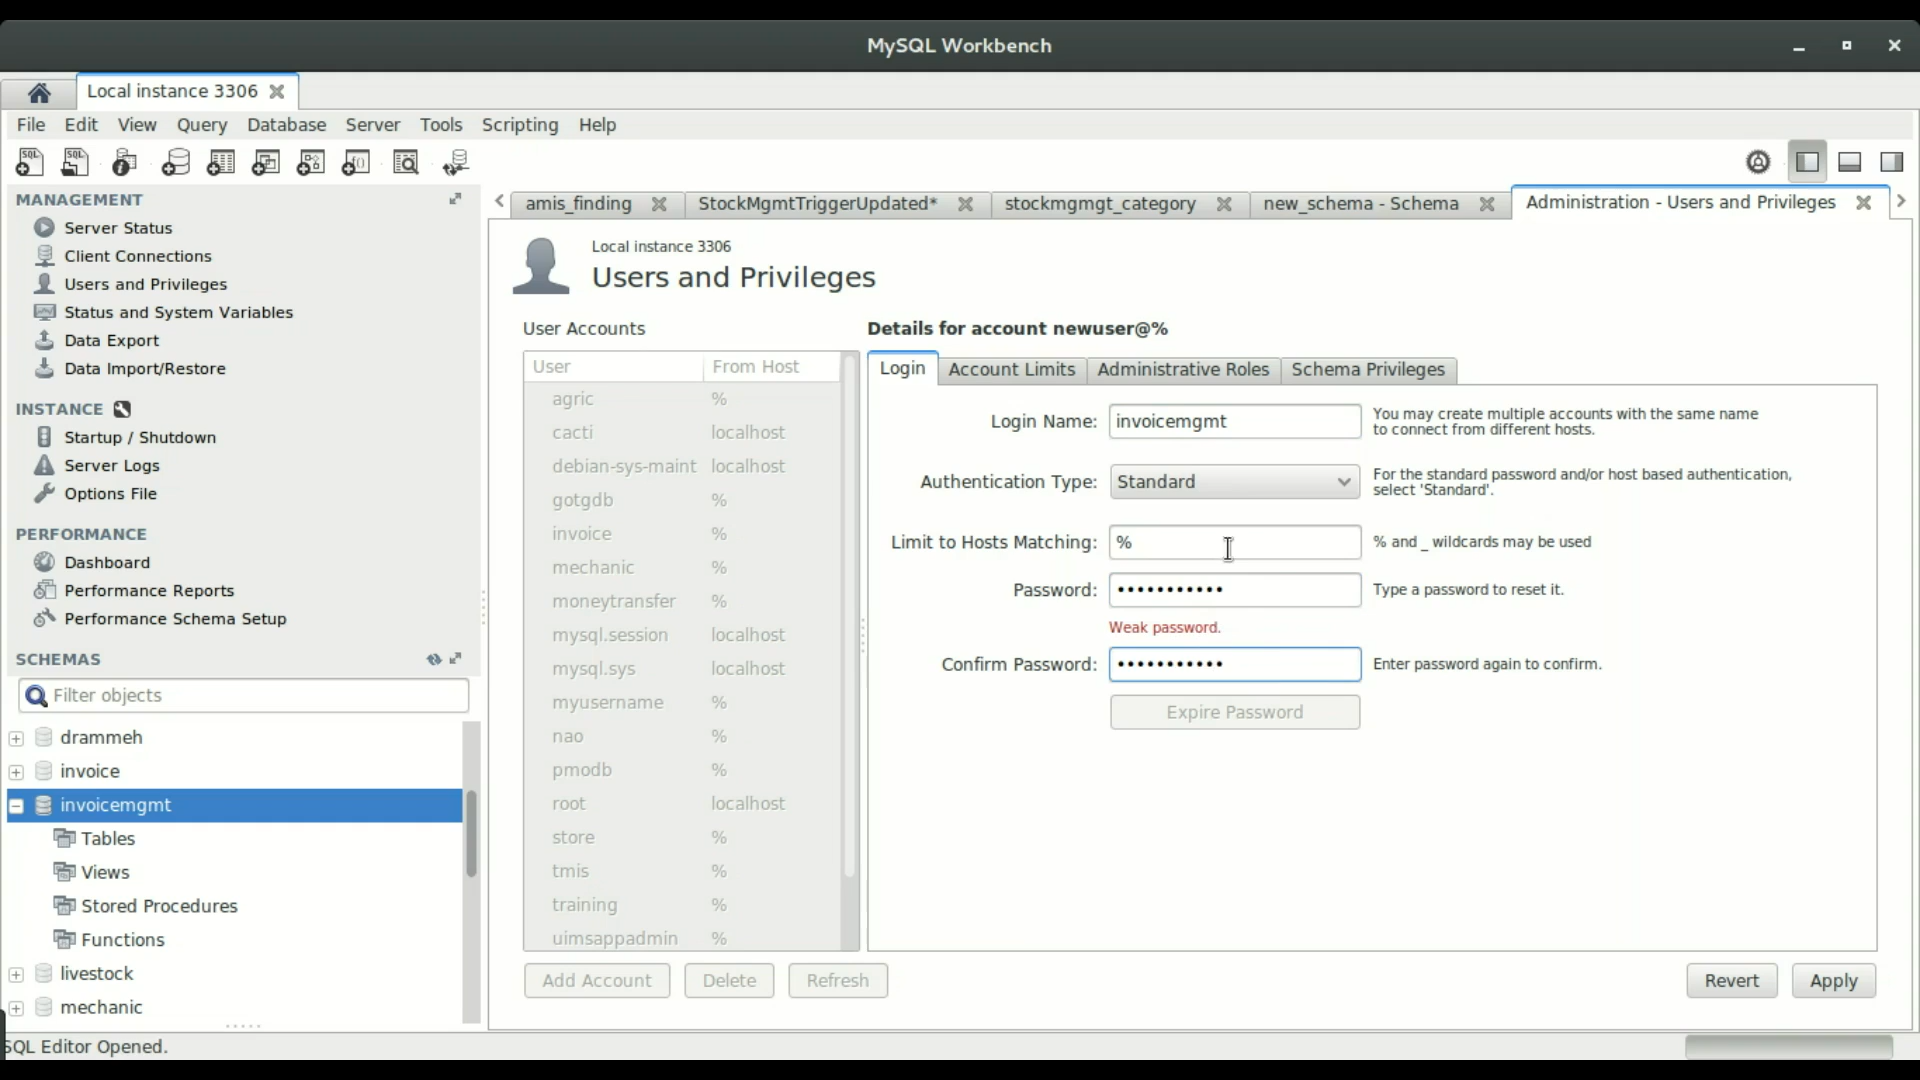 MySQL Workbench
Local instance 3306
File Edit View Query Database Server Tools Scripting Help
MANAGEMENT
Server Status
Client Connections
Users and Privileges
Status and System Variables
Data Export
Data Import/Restore
INSTANCE
Startup / Shutdown
Server Logs
Options File
PERFORMANCE
Dashboard
Performance Reports
Performance Schema Setup
SCHEMAS
Filter objects
drammeh
invoice
invoicemgmt
Tables
Views
Stored Procedures
Functions
livestock
mechanic
amis_finding StockMgmtTriggerUpdated* stockmgmgt_category new_schema - Schema Administration - Users and Privileges
Local instance 3306
Users and Privileges
User Accounts
User From Host
agric %
cacti localhost
debian-sys-maint localhost
gotgdb %
invoice %
mechanic %
moneytransfer %
mysql.session localhost
mysql.sys localhost
myusername %
nao %
pmodb %
root localhost
store %
tmis %
training %
uimsappadmin %
Add Account Delete Refresh
Details for account newuser@%
Login Account Limits Administrative Roles Schema Privileges
Login Name: invoicemgmt You may create multiple accounts with the same name
to connect from different hosts.
Authentication Type: Standard For the standard password and/or host based authentication,
select 'Standard'.
Limit to Hosts Matching: % % and _ wildcards may be used
Password: ••••••••••• Type a password to reset it.
Weak password.
Confirm Password: ••••••••••• Enter password again to confirm.
Expire Password
Revert Apply
SQL Editor Opened.